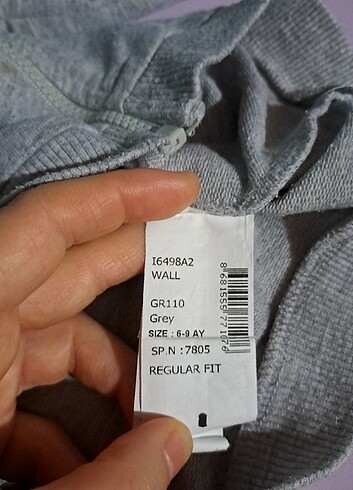 I6498A2
WALL
GR110
Grey
SIZE : 6-9 AY
SP.N : 7805
REGULAR FIT
8681555771076